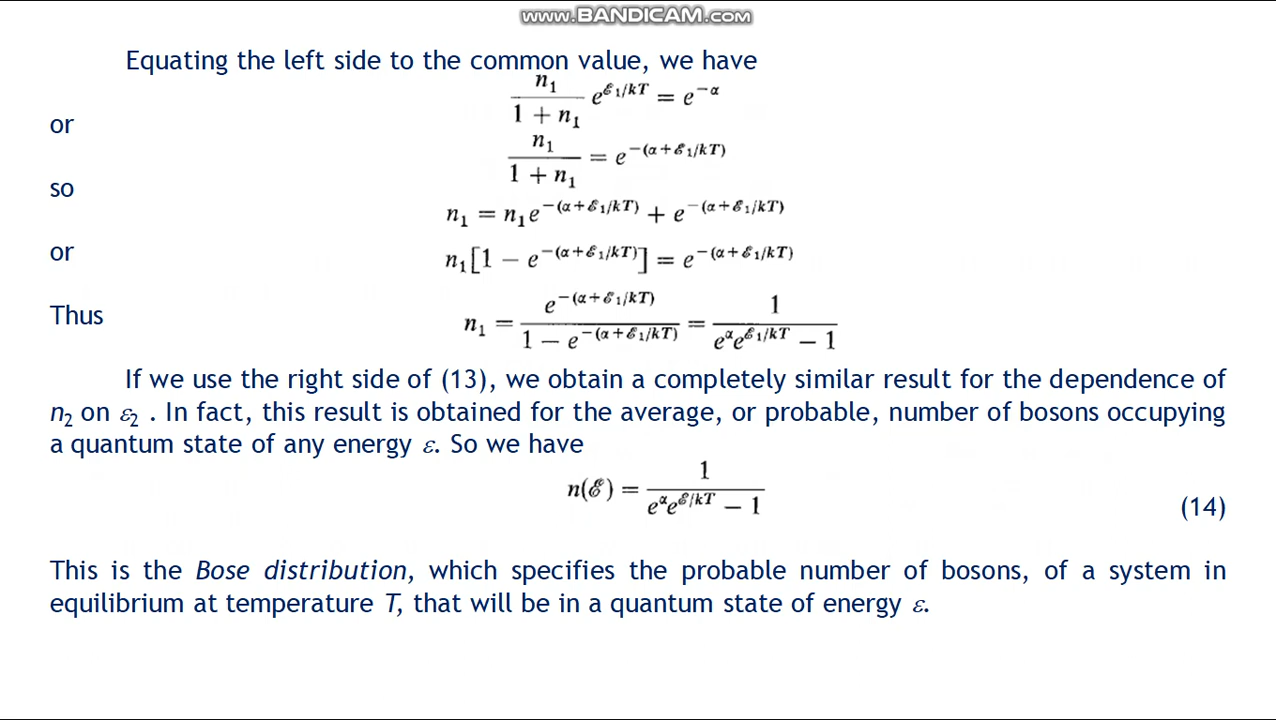 www.BANDICAM.com
Equating the left side to the common value, we have
n₁/(1 + n₁) e^(ℰ₁/kT) = e^(−α)
or
n₁/(1 + n₁) = e^(−(α+ℰ₁/kT))
so
n₁ = n₁e^(−(α+ℰ₁/kT)) + e^(−(α+ℰ₁/kT))
or
n₁[1 − e^(−(α+ℰ₁/kT))] = e^(−(α+ℰ₁/kT))
Thus
n₁ = e^(−(α+ℰ₁/kT))/(1 − e^(−(α+ℰ₁/kT))) = 1/(e^α e^(ℰ₁/kT) − 1)
If we use the right side of (13), we obtain a completely similar result for the dependence of
n₂ on ε₂ . In fact, this result is obtained for the average, or probable, number of bosons occupying
a quantum state of any energy ε. So we have
n(ℰ) = 1/(e^α e^(ℰ/kT) − 1)
(14)
This is the Bose distribution, which specifies the probable number of bosons, of a system in
equilibrium at temperature T, that will be in a quantum state of energy ε.